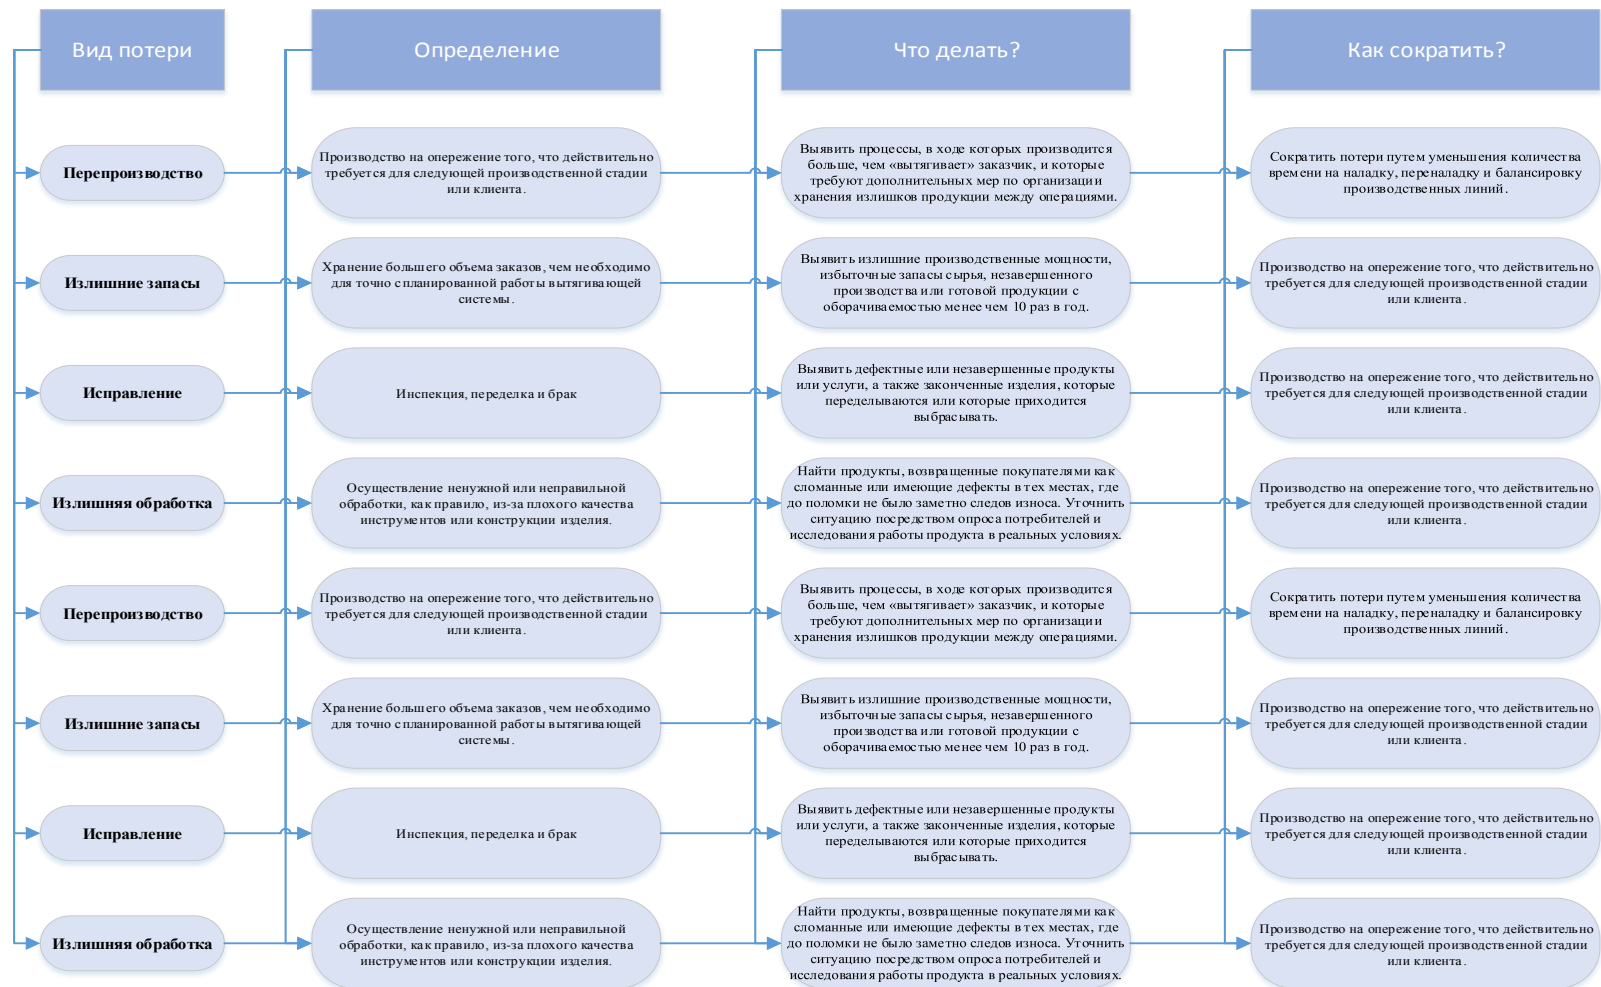 Вид потери
Определение
Что делать?
Как сократить?
Перепроизводство
Производство на опережение того, что действительно
требуется для следующей производственной стадии
или клиента.
Выявить процессы, в ходе которых производится
больше, чем «вытягивает» заказчик, и которые
требуют дополнительных мер по организации
хранения излишков продукции между операциями.
Сократить потери путем уменьшения количества
времени на наладку, переналадку и балансировку
производственных линий.
Излишние запасы
Хранение большего объема заказов, чем необходимо
для точно спланированной работы вытягивающей
системы.
Выявить излишние производственные мощности,
избыточные запасы сырья, незавершенного
производства или готовой продукции с
оборачиваемостью менее чем 10 раз в год.
Производство на опережение того, что действительно
требуется для следующей производственной стадии
или клиента.
Исправление
Инспекция, переделка и брак
Выявить дефектные или незавершенные продукты
или услуги, а также законченные изделия, которые
переделываются или которые приходится
выбрасывать.
Производство на опережение того, что действительно
требуется для следующей производственной стадии
или клиента.
Излишняя обработка
Осуществление ненужной или неправильной
обработки, как правило, из-за плохого качества
инструментов или конструкции изделия.
Найти продукты, возвращенные покупателями как
сломанные или имеющие дефекты в тех местах, где
до поломки не было заметно следов износа. Уточнить
ситуацию посредством опроса потребителей и
исследования работы продукта в реальных условиях.
Производство на опережение того, что действительно
требуется для следующей производственной стадии
или клиента.
Перепроизводство
Производство на опережение того, что действительно
требуется для следующей производственной стадии
или клиента.
Выявить процессы, в ходе которых производится
больше, чем «вытягивает» заказчик, и которые
требуют дополнительных мер по организации
хранения излишков продукции между операциями.
Сократить потери путем уменьшения количества
времени на наладку, переналадку и балансировку
производственных линий.
Излишние запасы
Хранение большего объема заказов, чем необходимо
для точно спланированной работы вытягивающей
системы.
Выявить излишние производственные мощности,
избыточные запасы сырья, незавершенного
производства или готовой продукции с
оборачиваемостью менее чем 10 раз в год.
Производство на опережение того, что действительно
требуется для следующей производственной стадии
или клиента.
Исправление
Инспекция, переделка и брак
Выявить дефектные или незавершенные продукты
или услуги, а также законченные изделия, которые
переделываются или которые приходится
выбрасывать.
Производство на опережение того, что действительно
требуется для следующей производственной стадии
или клиента.
Излишняя обработка
Осуществление ненужной или неправильной
обработки, как правило, из-за плохого качества
инструментов или конструкции изделия.
Найти продукты, возвращенные покупателями как
сломанные или имеющие дефекты в тех местах, где
до поломки не было заметно следов износа. Уточнить
ситуацию посредством опроса потребителей и
исследования работы продукта в реальных условиях.
Производство на опережение того, что действительно
требуется для следующей производственной стадии
или клиента.